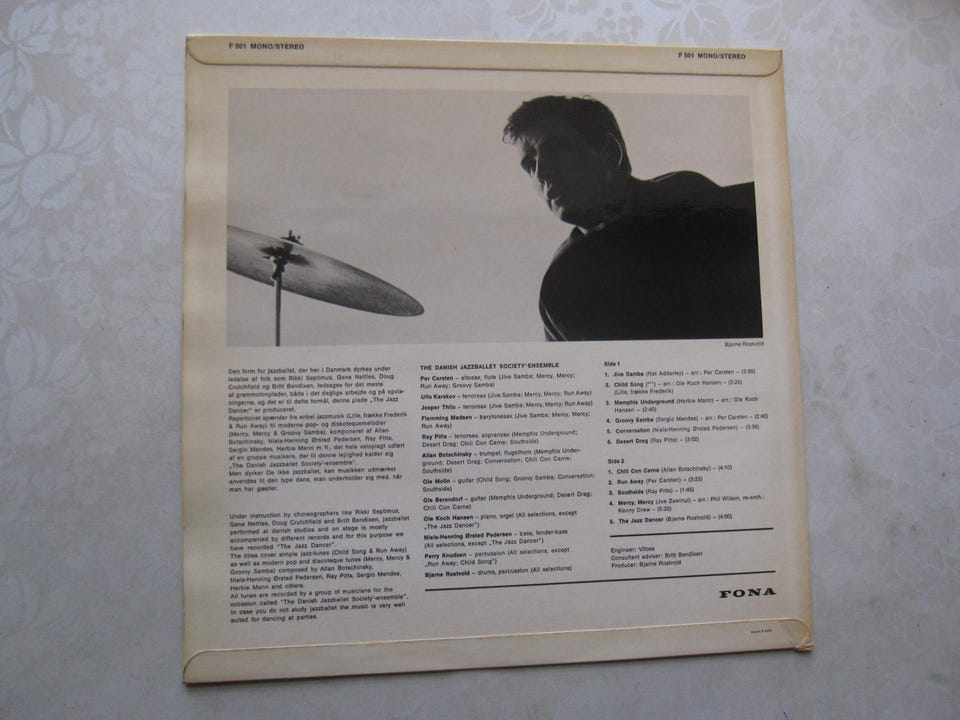 F 501 MONO/STEREO
F 501 MONO/STEREO
Bjarne Rostvold
Den form for jazzballet, der her i Danmark dyrkes under
ledelse af folk som Rikki Septimus, Gene Nettles, Doug
Crutchfield og Britt Bendixen, ledsages for det meste
af grammofonplader, både i det daglige arbejde og på opvis-
ningerne, og det er til dette formål, denne plade „The Jazz
Dancer" er produceret.
Repertoiret spænder fra enkel jazzmusik (Lille, frække Frederik
& Run Away) til moderne pop- og diskotequemelodier
(Mercy, Mercy & Groovy Samba), komponeret af Allan
Botschinsky, Niels-Henning Ørsted Pedersen, Ray Pitts,
Sergio Mendes, Herbie Mann m. fl., det hele veloplagt udført
af en gruppe musikere, der til denne lejlighed kalder sig
„The Danish Jazzballet Society'-ensemble".
Men dyrker De ikke jazzballet, kan musikken udmærket
anvendes til den type dans, man underholder sig med, når
man har gæster.
Under instruction by choreographers like Rikki Septimus,
Gene Nettles, Doug Crutchfield and Britt Bendixen, jazzballet
performed at danish studios and on stage is mostly
accompanied by different records and for this purpose we
have recorded "The Jazz Dancer".
The titles cover simple jazz-tunes (Child Song & Run Away)
as well as modern pop and discoteque tunes (Mercy, Mercy &
Groovy Samba) composed by Allan Botschinsky,
Niels-Henning Ørsted Pedersen, Ray Pitts, Sergio Mendes,
Herbie Mann and others.
All tunes are recorded by a group of musicians for the
occasion called "The Danish Jazzballet Society'-ensemble".
In case you do not study jazzballet the music is very well
suited for dancing at parties.
THE DANISH JAZZBALLET SOCIETY'-ENSEMBLE
Per Carsten – altosax, flute (Jive Samba; Mercy, Mercy;
Run Away; Groovy Samba)
Uffe Karskov – tenorsax (Jive Samba; Mercy, Mercy; Run Away)
Jesper Thilo – tenorsax (Jive Samba; Mercy, Mercy; Run Away)
Flemming Madsen – barytonesax (Jive Samba; Mercy, Mercy;
Run Away)
Ray Pitts – tenorsax, sopransax (Memphis Underground;
Desert Drag; Chili Con Carne; Southside)
Allan Botschinsky – trumpet, flugelhorn (Memphis Under-
ground; Desert Drag; Conversation; Chili Con Carne;
Southside)
Ole Molin – guitar (Child Song; Groovy Samba; Conversation;
Southside)
Ole Berendorf – guitar (Memphis Underground; Desert Drag;
Chili Con Carne)
Ole Koch Hansen – piano, orgel (All selections, except
„The Jazz Dancer")
Niels-Henning Ørsted Pedersen – bass, fender-bass
(All selections, except „The Jazz Dancer")
Perry Knudsen – percussion (All selections, except
„Run Away; Child Song")
Bjarne Rostvold – drums, percussion (All selections)
Side 1
1. Jive Samba (Nat Adderley) – arr.: Per Carsten – (3:55)
2. Child Song (***) – arr.: Ole Koch Hansen – (3:25)
(Lille, frække Frederik)
3. Memphis Underground (Herbie Mann) – arr.: Ole Koch
Hansen – (2:40)
4. Groovy Samba (Sergio Mendes) – arr.: Per Carsten – (2:40)
5. Conversation (Niels-Henning Ørsted Pedersen) – (3:56)
6. Desert Drag (Ray Pitts) – (3:02)
Side 2
1. Chili Con Carne (Allan Botschinsky) – (4:10)
2. Run Away (Per Carsten) – (3:25)
3. Southside (Ray Pitts) – (1:46)
4. Mercy, Mercy (Joe Zawinul) – arr.: Phil Wilson, re-orch.:
Kenny Drew – (5:20)
5. The Jazz Dancer (Bjarne Rostvold) – (4:00)
Engineer: Vifoss
Consultant adviser: Britt Bendixen
Producer: Bjarne Rostvold
FONA